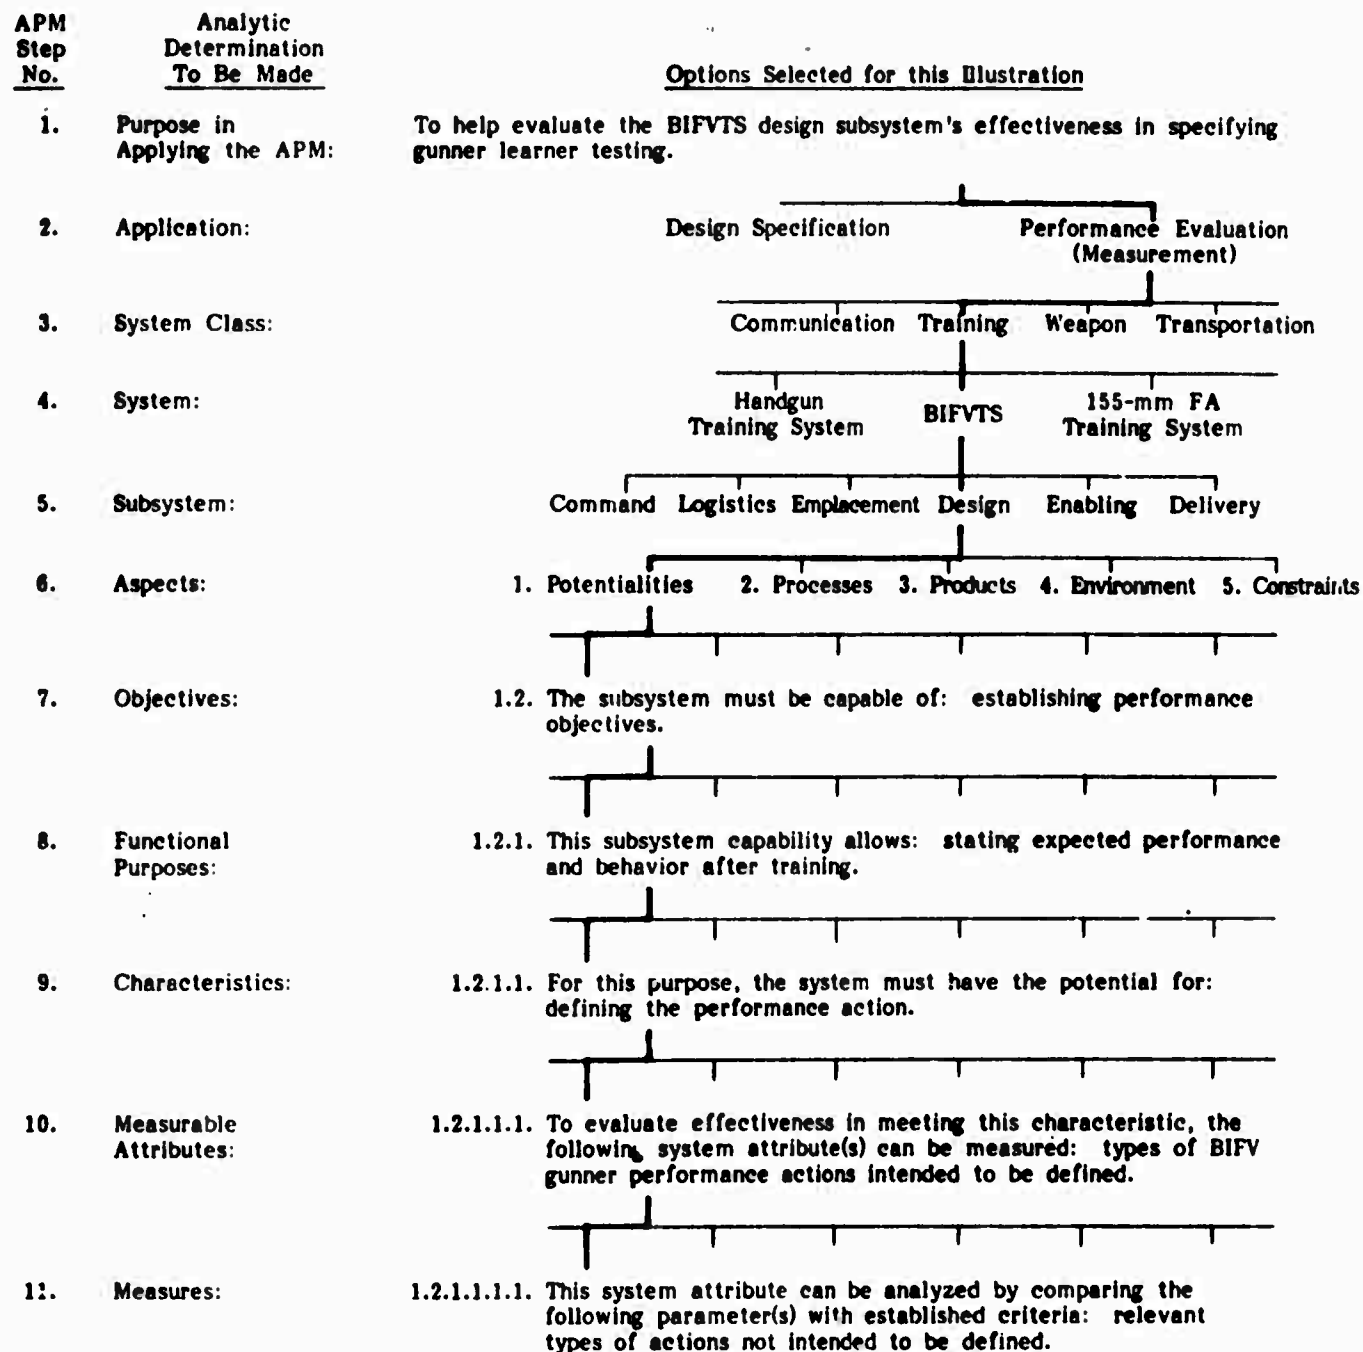 APM Analytic
Step Determination
No. To Be Made Options Selected for this Illustration
1. Purpose in To help evaluate the BIFVTS design subsystem's effectiveness in specifying
Applying the APM: gunner learner testing.
2. Application: Design Specification Performance Evaluation
(Measurement)
3. System Class: Communication Training Weapon Transportation
4. System: Handgun BIFVTS 155-mm FA
Training System Training System
5. Subsystem: Command Logistics Emplacement Design Enabling Delivery
6. Aspects: 1. Potentialities 2. Processes 3. Products 4. Environment 5. Constraints
7. Objectives: 1.2. The subsystem must be capable of: establishing performance
objectives.
8. Functional 1.2.1. This subsystem capability allows: stating expected performance
Purposes: and behavior after training.
9. Characteristics: 1.2.1.1. For this purpose, the system must have the potential for:
defining the performance action.
10. Measurable 1.2.1.1.1. To evaluate effectiveness in meeting this characteristic, the
Attributes: following system attribute(s) can be measured: types of BIFV
gunner performance actions intended to be defined.
11. Measures: 1.2.1.1.1.1. This system attribute can be analyzed by comparing the
following parameter(s) with established criteria: relevant
types of actions not intended to be defined.